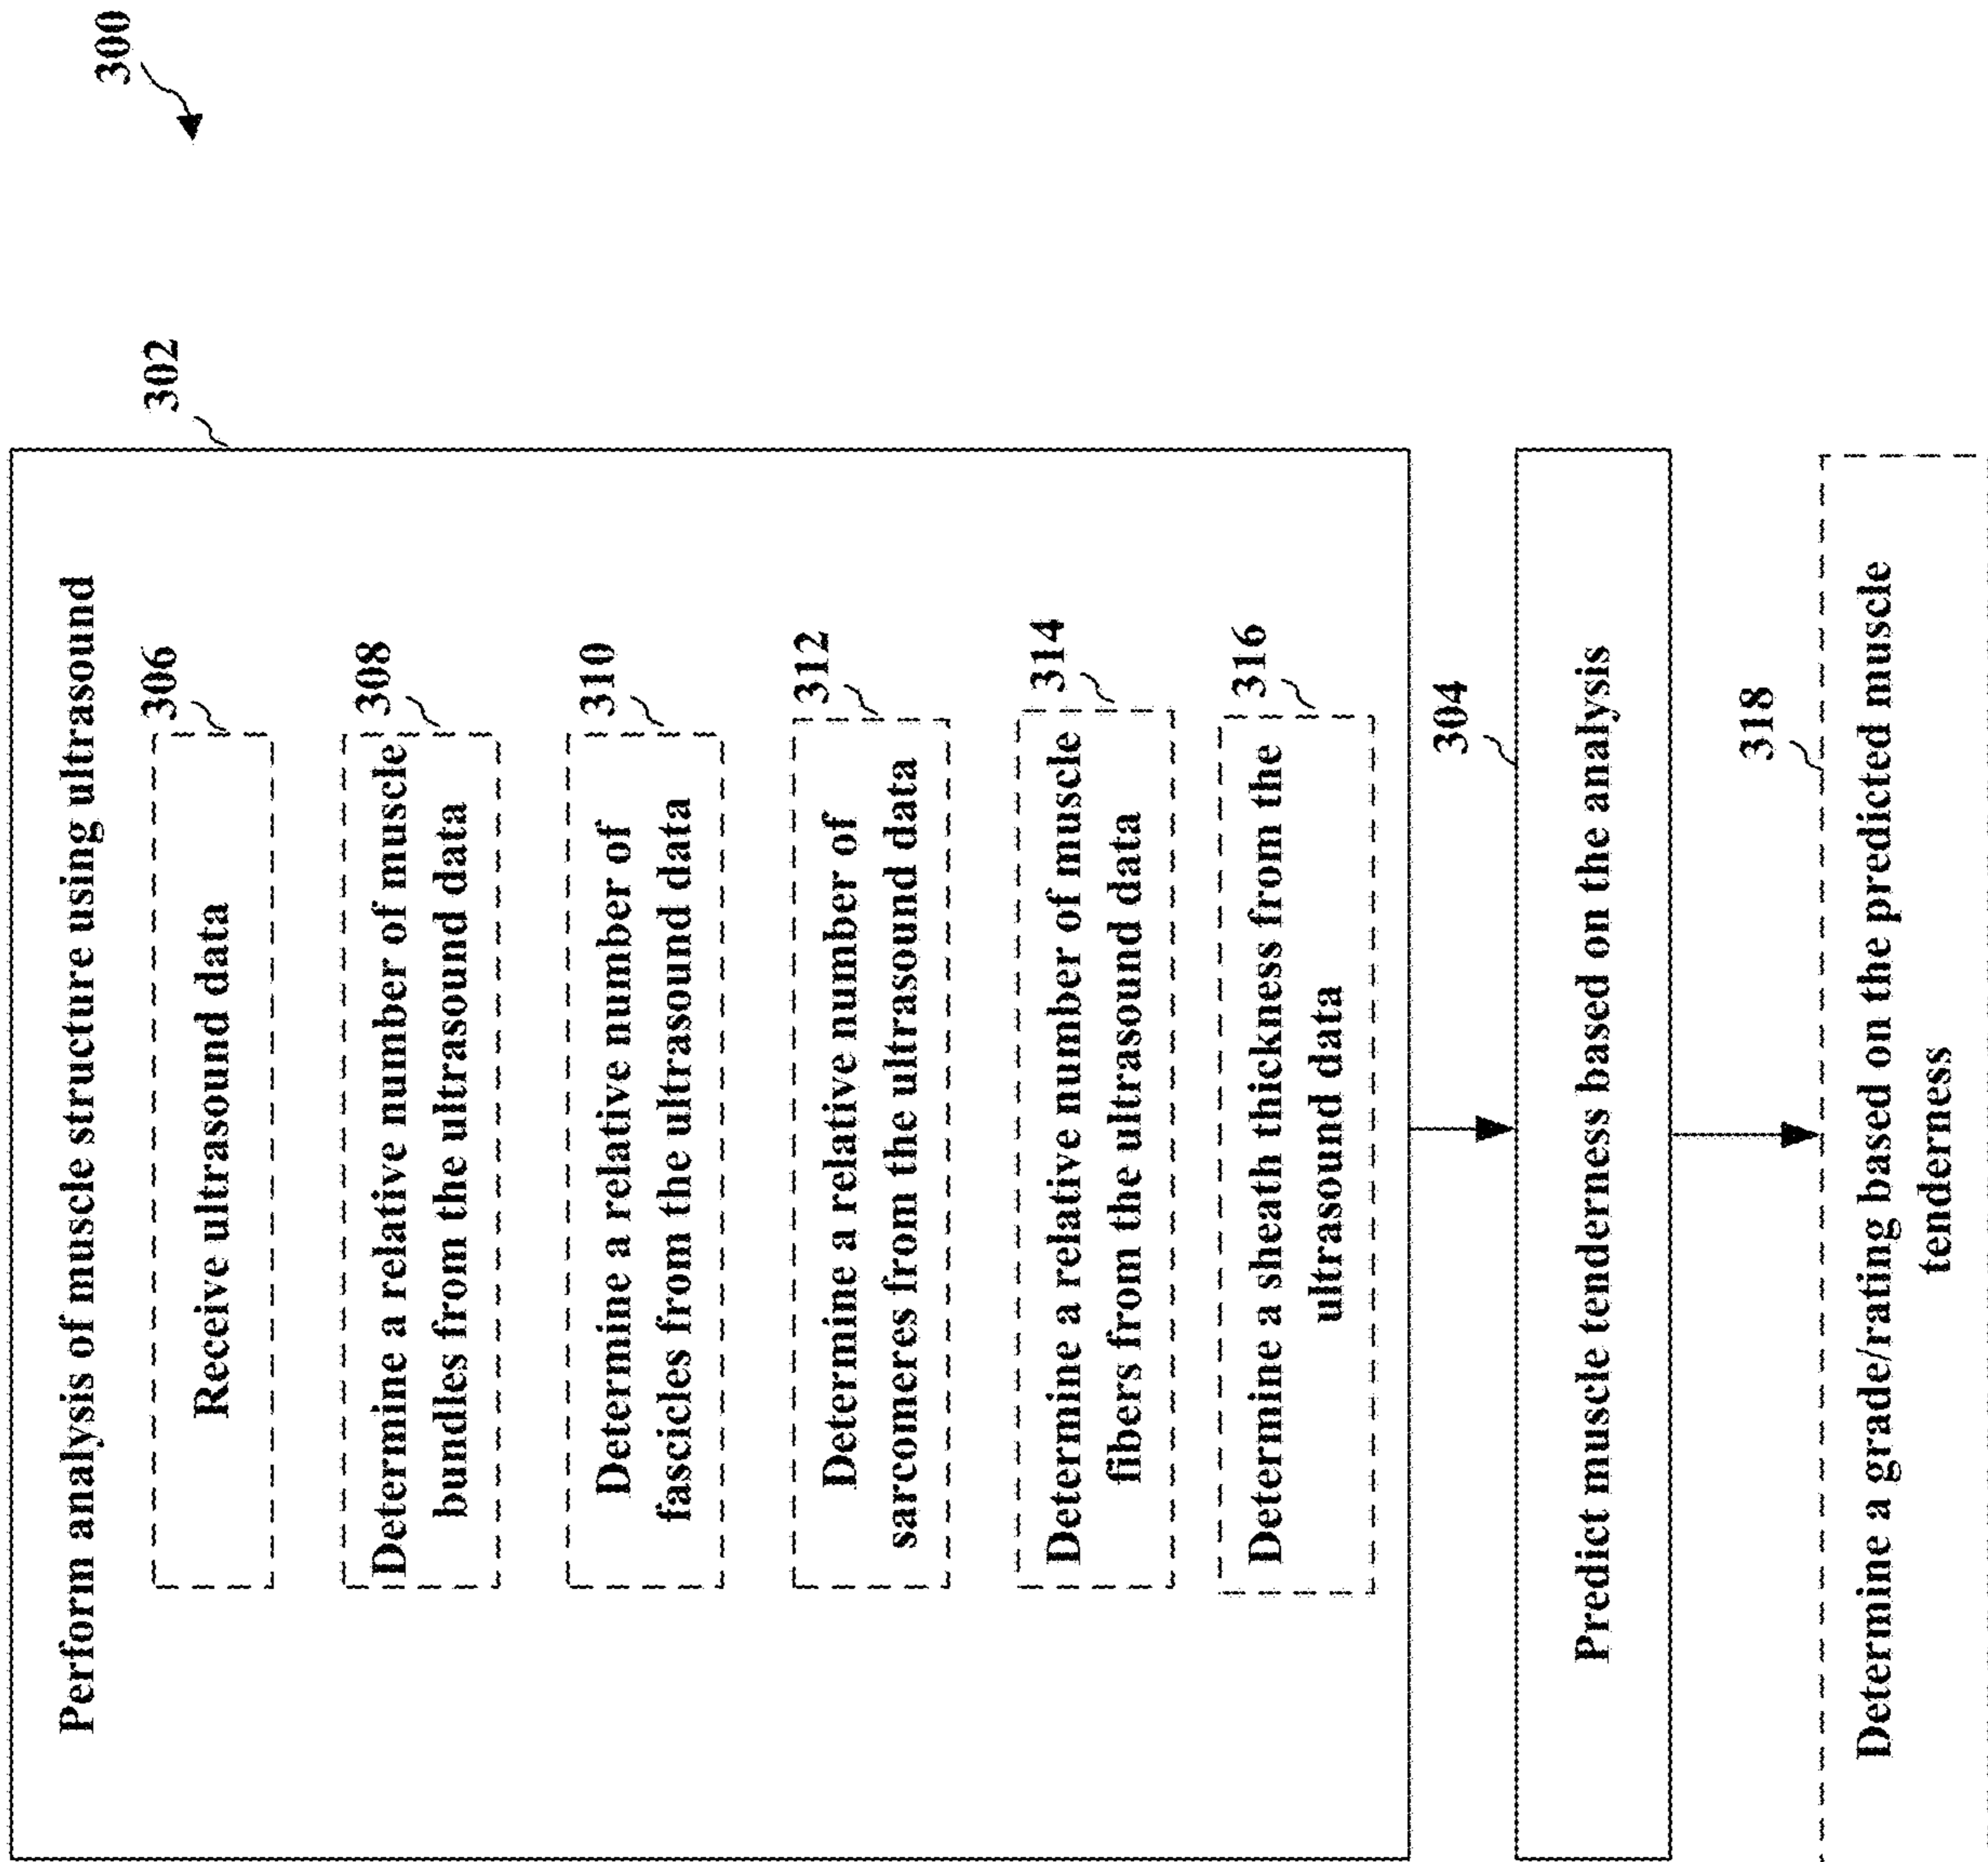 300
302
Perform analysis of muscle structure using ultrasound
306
Receive ultrasound data
308
Determine a relative number of muscle
bundles from the ultrasound data
310
Determine a relative number of
fascicles from the ultrasound data
312
Determine a relative number of
sarcomeres from the ultrasound data
314
Determine a relative number of muscle
fibers from the ultrasound data
316
Determine a sheath thickness from the
ultrasound data
304
Predict muscle tenderness based on the analysis
318
Determine a grade/rating based on the predicted muscle
tenderness